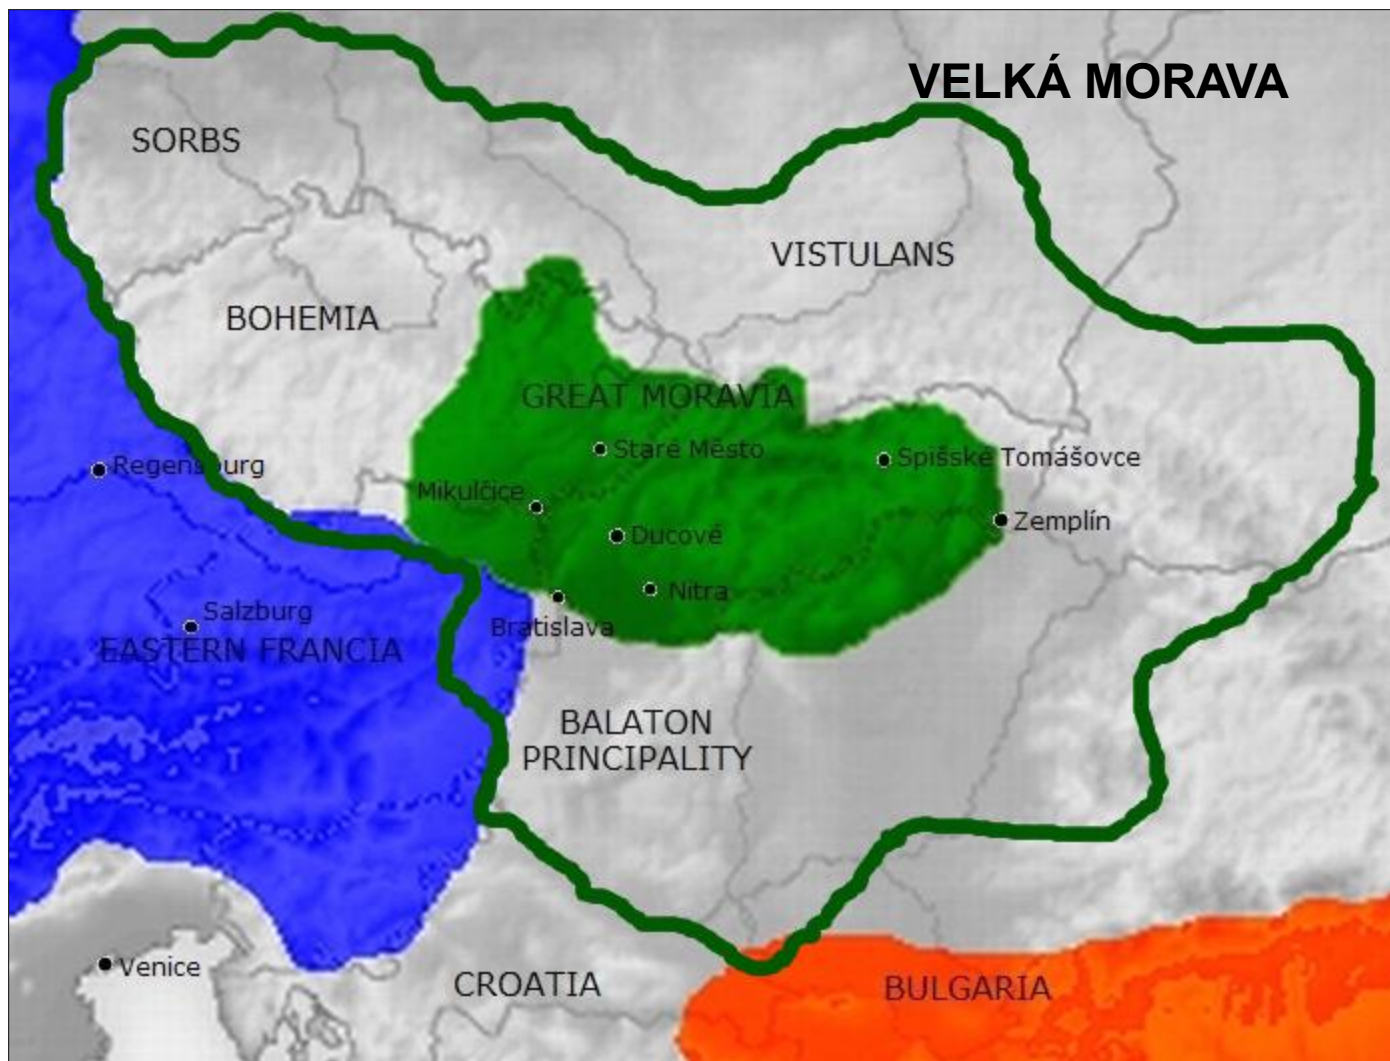 VELKÁ MORAVA
SORBS
VISTULANS
BOHEMIA
GREAT MORAVIA
Staré Město
Spišské Tomášovce
Regensburg
Mikulčice
Zemplín
Ducové
Nitra
Salzburg
Bratislava
EASTERN FRANCIA
BALATON
PRINCIPALITY
Venice
CROATIA
BULGARIA